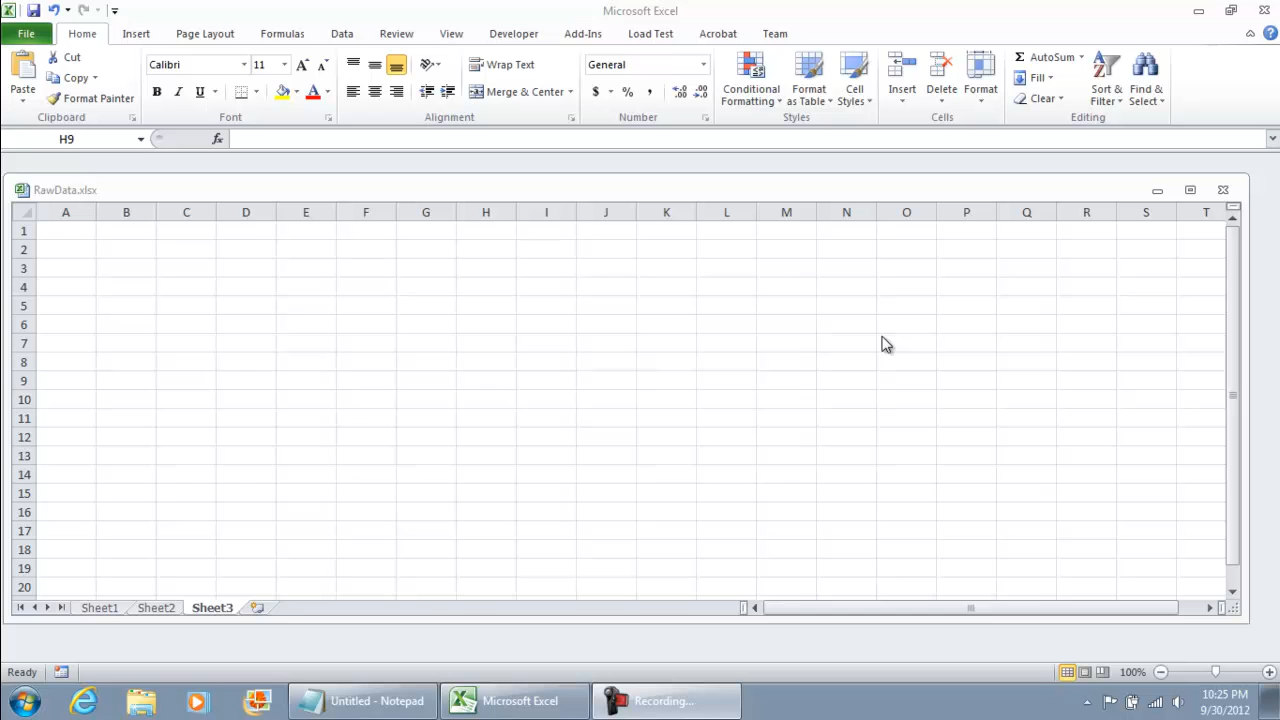 Microsoft Excel
File Home Insert Page Layout Formulas Data Review View Developer Add-Ins Load Test Acrobat Team
Paste
Cut
Copy
Format Painter
Clipboard
Calibri 11
B I U
Font
Wrap Text
Merge & Center
Alignment
General
$ % ,
Number
Conditional Formatting
Format as Table
Cell Styles
Styles
Insert Delete Format
Cells
Σ AutoSum
Fill
Clear
Sort & Filter
Find & Select
Editing
H9 fx
RawData.xlsx
A B C D E F G H I J K L M N O P Q R S T
1
2
3
4
5
6
7
8
9
10
11
12
13
14
15
16
17
18
19
20
Sheet1 Sheet2 Sheet3
Ready 100%
Untitled - Notepad Microsoft Excel Recording... 10:25 PM
9/30/2012